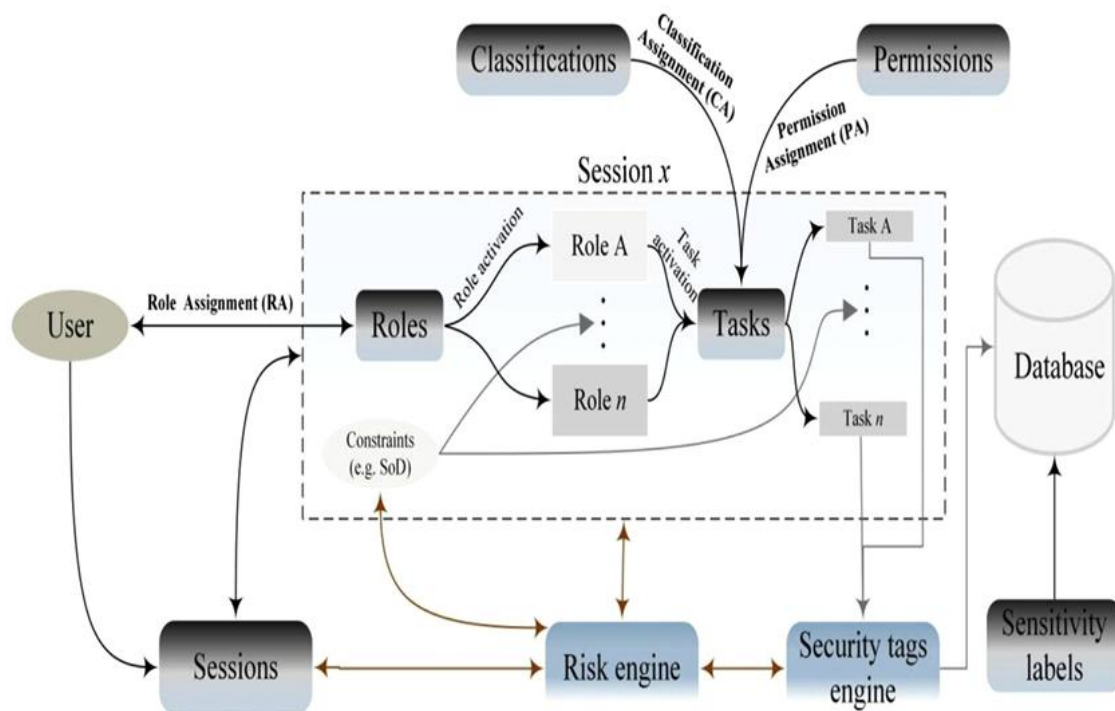 Classifications
Permissions
Classification
Assignment (CA)
Permission
Assignment (PA)
Session x
Role activation
Role A
Task
activation
Task A
User
Role Assignment (RA)
Roles
Tasks
Database
Role n
Task n
Constraints
(e.g. SoD)
Sessions
Risk engine
Security tags
engine
Sensitivity
labels